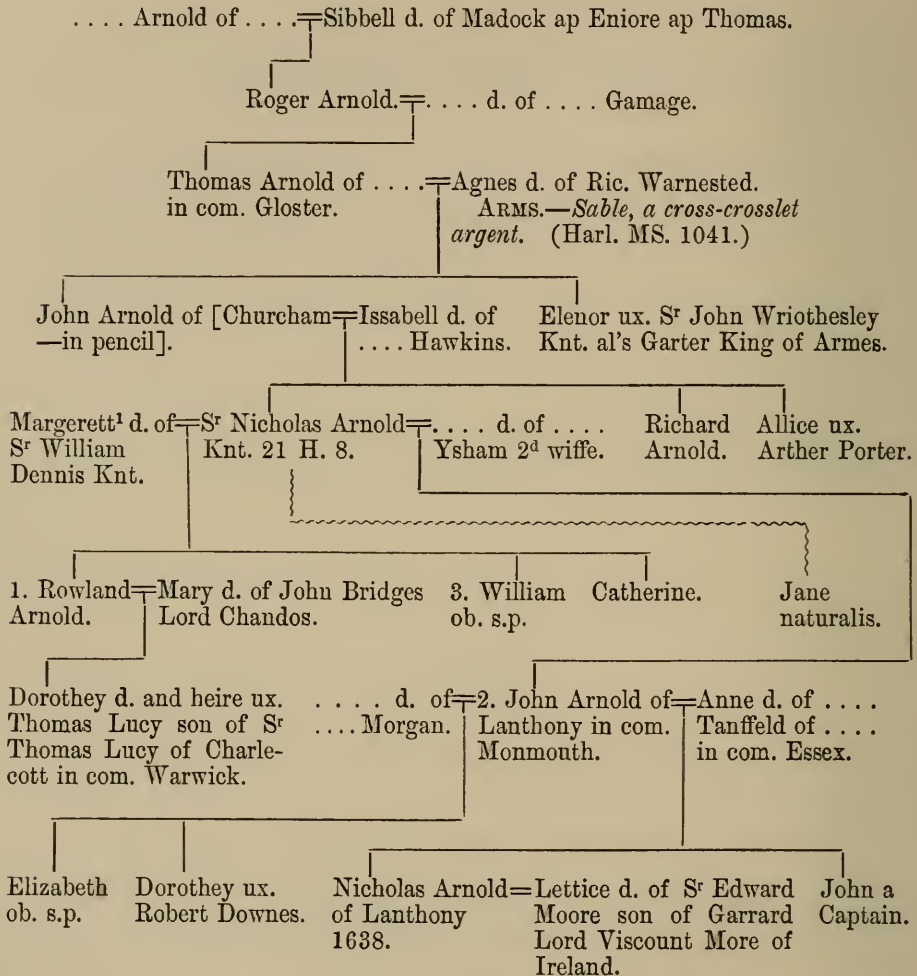 . . . . Arnold of . . . .=Sibbell d. of Madock ap Eniore ap Thomas.
Roger Arnold.=. . . . d. of . . . . Gamage.
Thomas Arnold of . . . .=Agnes d. of Ric. Warnested.
in com. Gloster. ARMS.—Sable, a cross-crosslet
argent. (Harl. MS. 1041.)
John Arnold of [Churcham=Issabell d. of Elenor ux. Sʳ John Wriothesley
—in pencil]. . . . . Hawkins. Knt. al's Garter King of Armes.
Margerett¹ d. of=Sʳ Nicholas Arnold=. . . . d. of . . . . Richard Allice ux.
Sʳ William Knt. 21 H. 8. Ysham 2ᵈ wiffe. Arnold. Arther Porter.
Dennis Knt.
1. Rowland=Mary d. of John Bridges 3. William Catherine. Jane
Arnold. Lord Chandos. ob. s.p. naturalis.
Dorothey d. and heire ux. . . . . d. of=2. John Arnold of=Anne d. of . . . .
Thomas Lucy son of Sʳ . . . . Morgan. Lanthony in com. Tanffeld of . . . .
Thomas Lucy of Charle- Monmouth. in com. Essex.
cott in com. Warwick.
Elizabeth Dorothey ux. Nicholas Arnold=Lettice d. of Sʳ Edward John a
ob. s.p. Robert Downes. of Lanthony Moore son of Garrard Captain.
1638. Lord Viscount More of
Ireland.